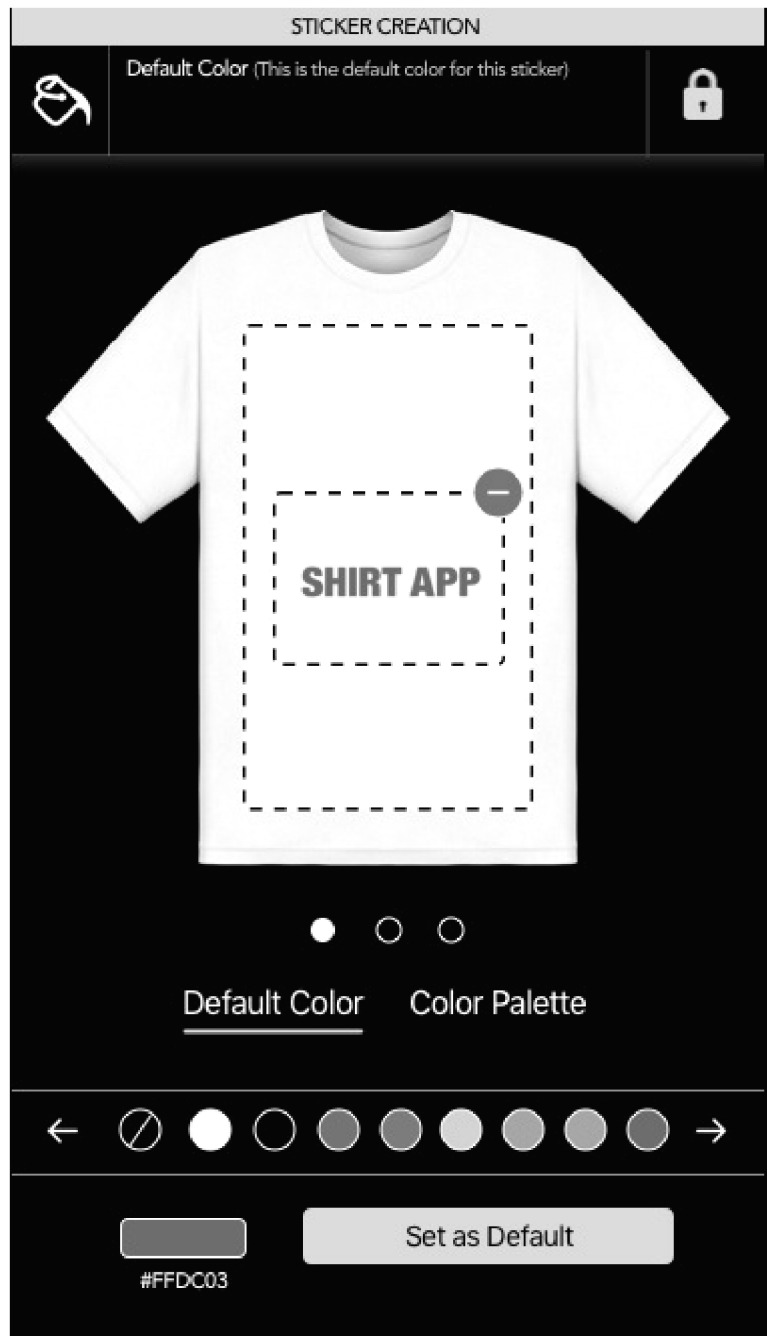 STICKER CREATION
Default Color (This is the default color for this sticker)
SHIRT APP
Default Color Color Palette
Set as Default
#FFDC03